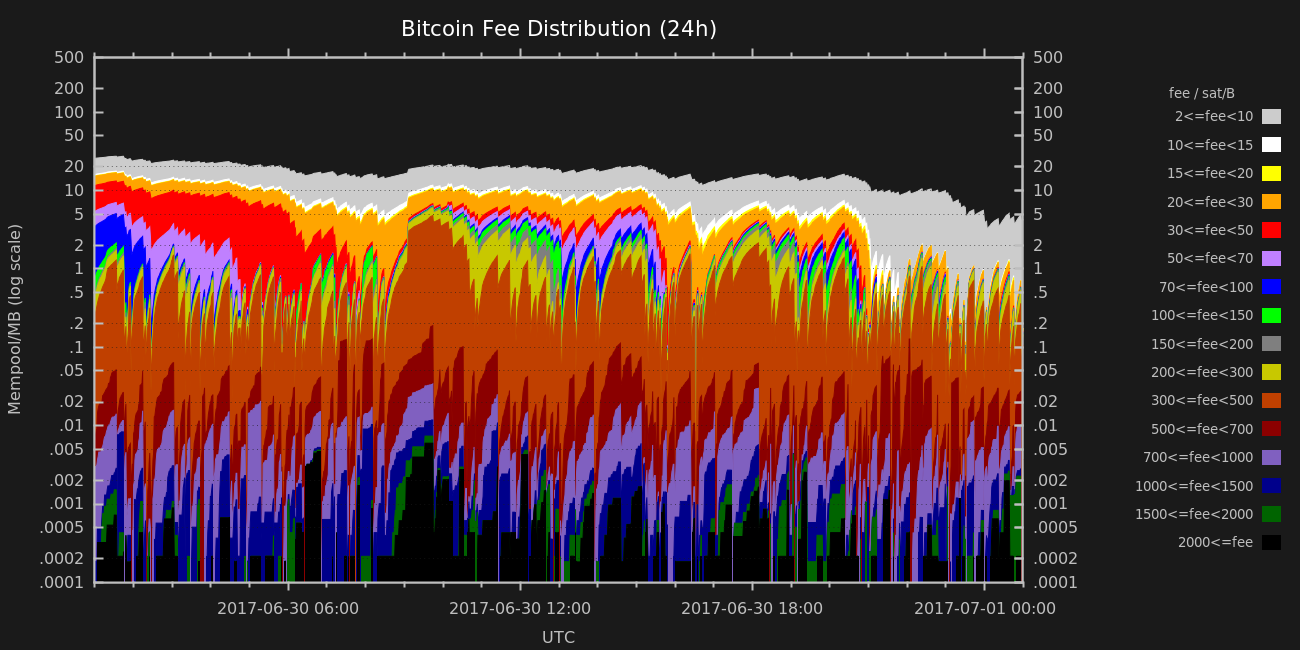 Bitcoin Fee Distribution (24h)
500
200
100
50
20
10
5
2
1
.5
.2
.1
.05
.02
.01
.005
.002
.001
.0005
.0002
.0001
Mempool/MB (log scale)
500
200
100
50
20
10
5
2
1
.5
.2
.1
.05
.02
.01
.005
.002
.001
.0005
.0002
.0001
2017-06-30 06:00
2017-06-30 12:00
2017-06-30 18:00
2017-07-01 00:00
UTC
fee / sat/B
2<=fee<10
10<=fee<15
15<=fee<20
20<=fee<30
30<=fee<50
50<=fee<70
70<=fee<100
100<=fee<150
150<=fee<200
200<=fee<300
300<=fee<500
500<=fee<700
700<=fee<1000
1000<=fee<1500
1500<=fee<2000
2000<=fee